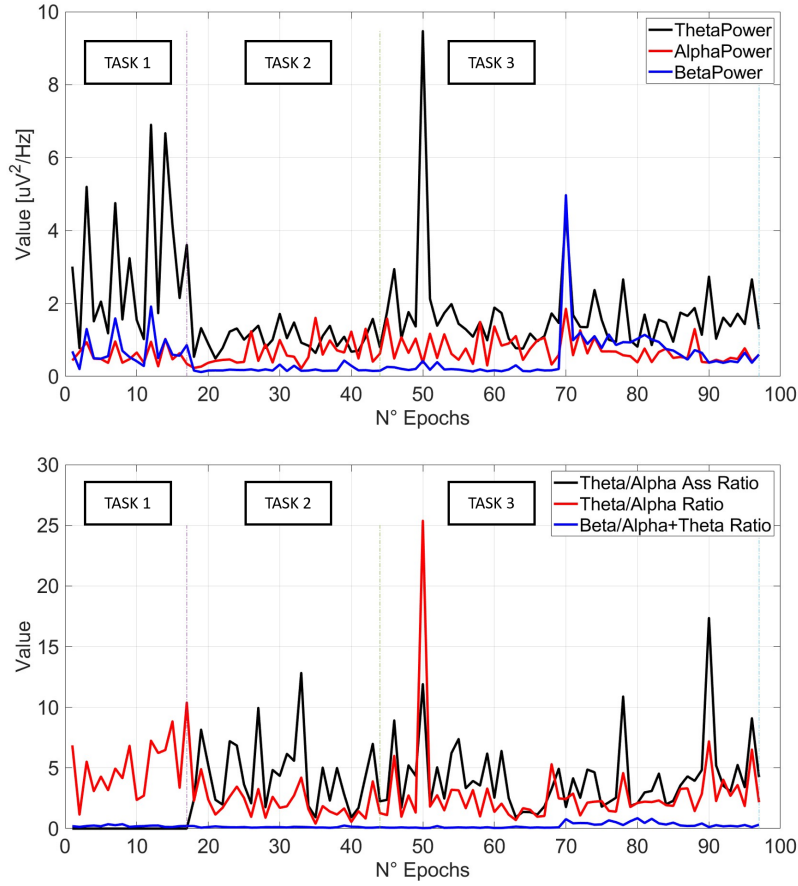 10
8
6
4
2
0
Value [uV²/Hz]
TASK 1
TASK 2
TASK 3
ThetaPower
AlphaPower
BetaPower
0 10 20 30 40 50 60 70 80 90 100
N° Epochs
30
25
20
15
10
5
0
Value
TASK 1
TASK 2
TASK 3
Theta/Alpha Ass Ratio
Theta/Alpha Ratio
Beta/Alpha+Theta Ratio
0 10 20 30 40 50 60 70 80 90 100
N° Epochs